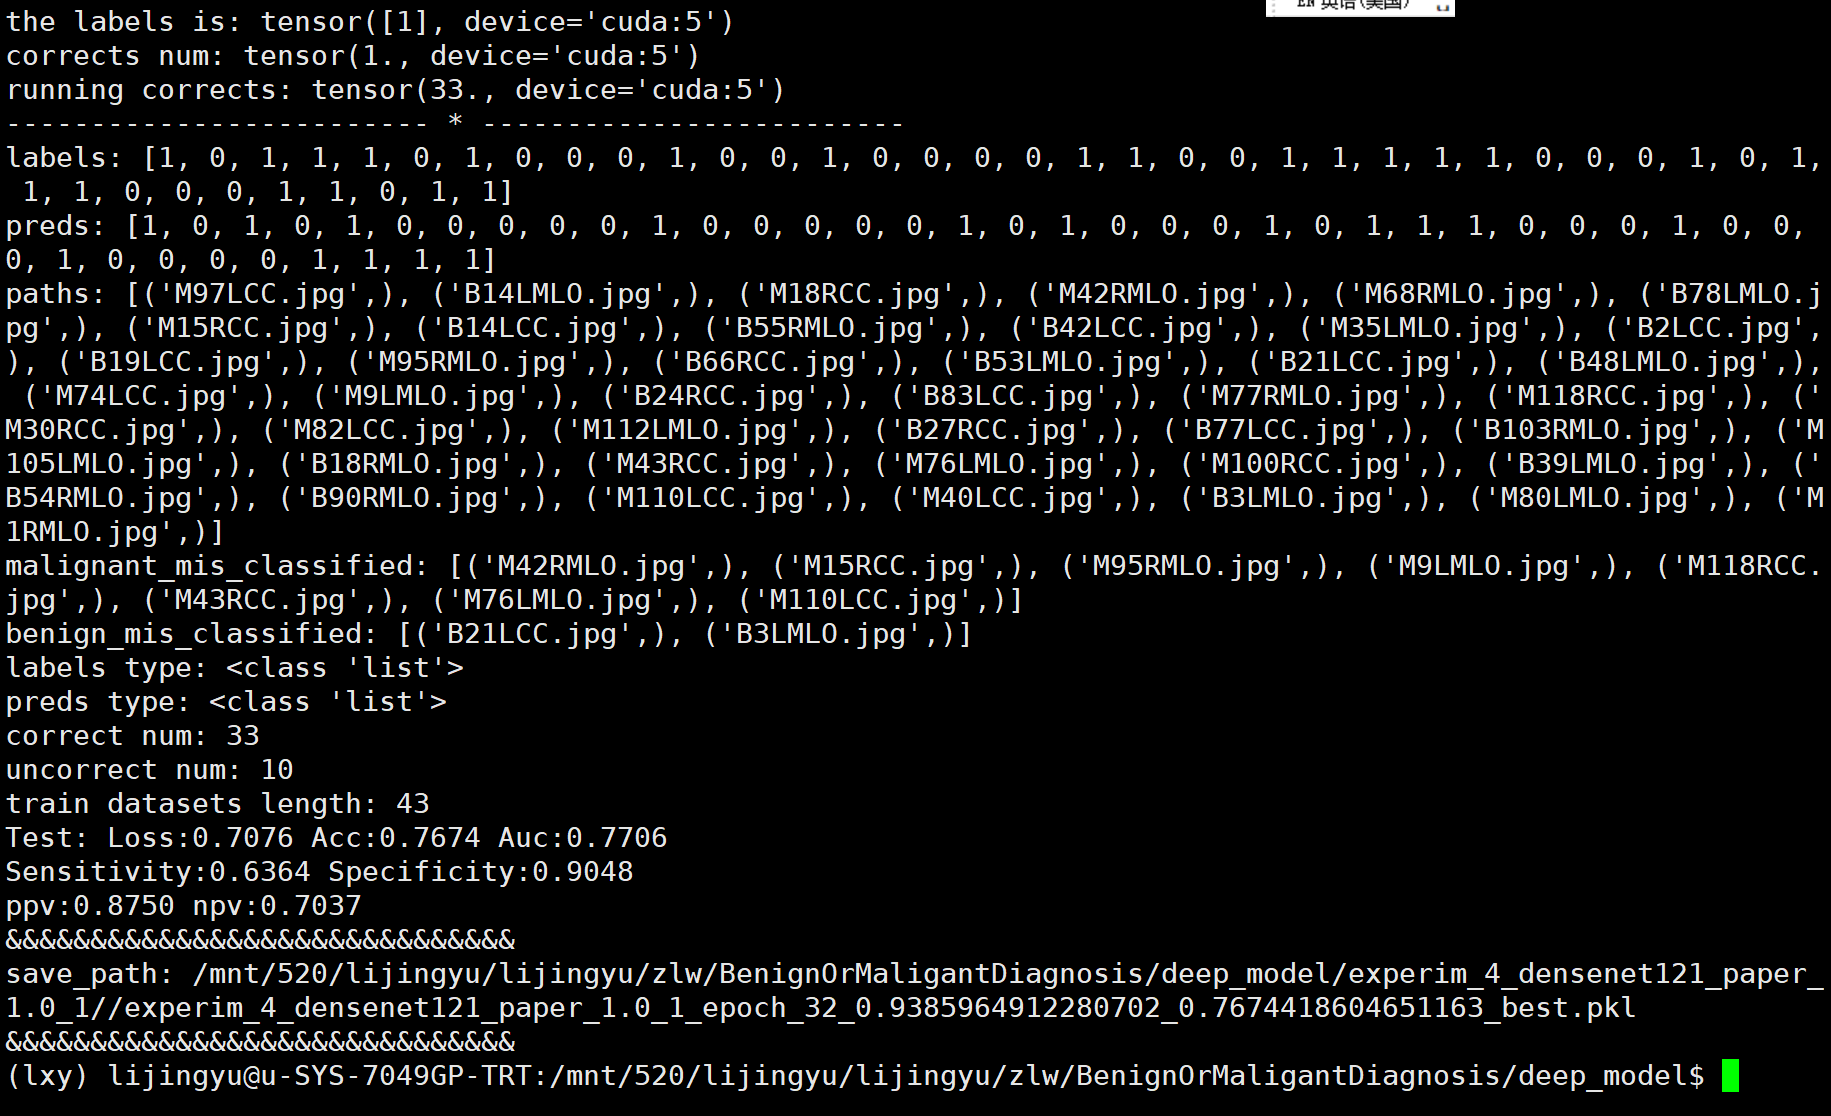 EN 英语(美国)
the labels is: tensor([1], device='cuda:5')
corrects num: tensor(1., device='cuda:5')
running corrects: tensor(33., device='cuda:5')
------------------------- * -------------------------
labels: [1, 0, 1, 1, 1, 0, 1, 0, 0, 0, 1, 0, 0, 1, 0, 0, 0, 0, 1, 1, 0, 0, 1, 1, 1, 1, 1, 0, 0, 0, 1, 0, 1,
 1, 1, 0, 0, 0, 1, 1, 0, 1, 1]
preds: [1, 0, 1, 0, 1, 0, 0, 0, 0, 0, 1, 0, 0, 0, 0, 0, 1, 0, 1, 0, 0, 0, 1, 0, 1, 1, 1, 0, 0, 0, 1, 0, 0,
0, 1, 0, 0, 0, 0, 1, 1, 1, 1]
paths: [('M97LCC.jpg',), ('B14LMLO.jpg',), ('M18RCC.jpg',), ('M42RMLO.jpg',), ('M68RMLO.jpg',), ('B78LMLO.j
pg',), ('M15RCC.jpg',), ('B14LCC.jpg',), ('B55RMLO.jpg',), ('B42LCC.jpg',), ('M35LMLO.jpg',), ('B2LCC.jpg',
), ('B19LCC.jpg',), ('M95RMLO.jpg',), ('B66RCC.jpg',), ('B53LMLO.jpg',), ('B21LCC.jpg',), ('B48LMLO.jpg',),
 ('M74LCC.jpg',), ('M9LMLO.jpg',), ('B24RCC.jpg',), ('B83LCC.jpg',), ('M77RMLO.jpg',), ('M118RCC.jpg',), ('
M30RCC.jpg',), ('M82LCC.jpg',), ('M112LMLO.jpg',), ('B27RCC.jpg',), ('B77LCC.jpg',), ('B103RMLO.jpg',), ('M
105LMLO.jpg',), ('B18RMLO.jpg',), ('M43RCC.jpg',), ('M76LMLO.jpg',), ('M100RCC.jpg',), ('B39LMLO.jpg',), ('
B54RMLO.jpg',), ('B90RMLO.jpg',), ('M110LCC.jpg',), ('M40LCC.jpg',), ('B3LMLO.jpg',), ('M80LMLO.jpg',), ('M
1RMLO.jpg',)]
malignant_mis_classified: [('M42RMLO.jpg',), ('M15RCC.jpg',), ('M95RMLO.jpg',), ('M9LMLO.jpg',), ('M118RCC.
jpg',), ('M43RCC.jpg',), ('M76LMLO.jpg',), ('M110LCC.jpg',)]
benign_mis_classified: [('B21LCC.jpg',), ('B3LMLO.jpg',)]
labels type: <class 'list'>
preds type: <class 'list'>
correct num: 33
uncorrect num: 10
train datasets length: 43
Test: Loss:0.7076 Acc:0.7674 Auc:0.7706
Sensitivity:0.6364 Specificity:0.9048
ppv:0.8750 npv:0.7037
&&&&&&&&&&&&&&&&&&&&&&&&&&&&&&
save_path: /mnt/520/lijingyu/lijingyu/zlw/BenignOrMaligantDiagnosis/deep_model/experim_4_densenet121_paper_
1.0_1//experim_4_densenet121_paper_1.0_1_epoch_32_0.9385964912280702_0.7674418604651163_best.pkl
&&&&&&&&&&&&&&&&&&&&&&&&&&&&&&
(lxy) lijingyu@u-SYS-7049GP-TRT:/mnt/520/lijingyu/lijingyu/zlw/BenignOrMaligantDiagnosis/deep_model$